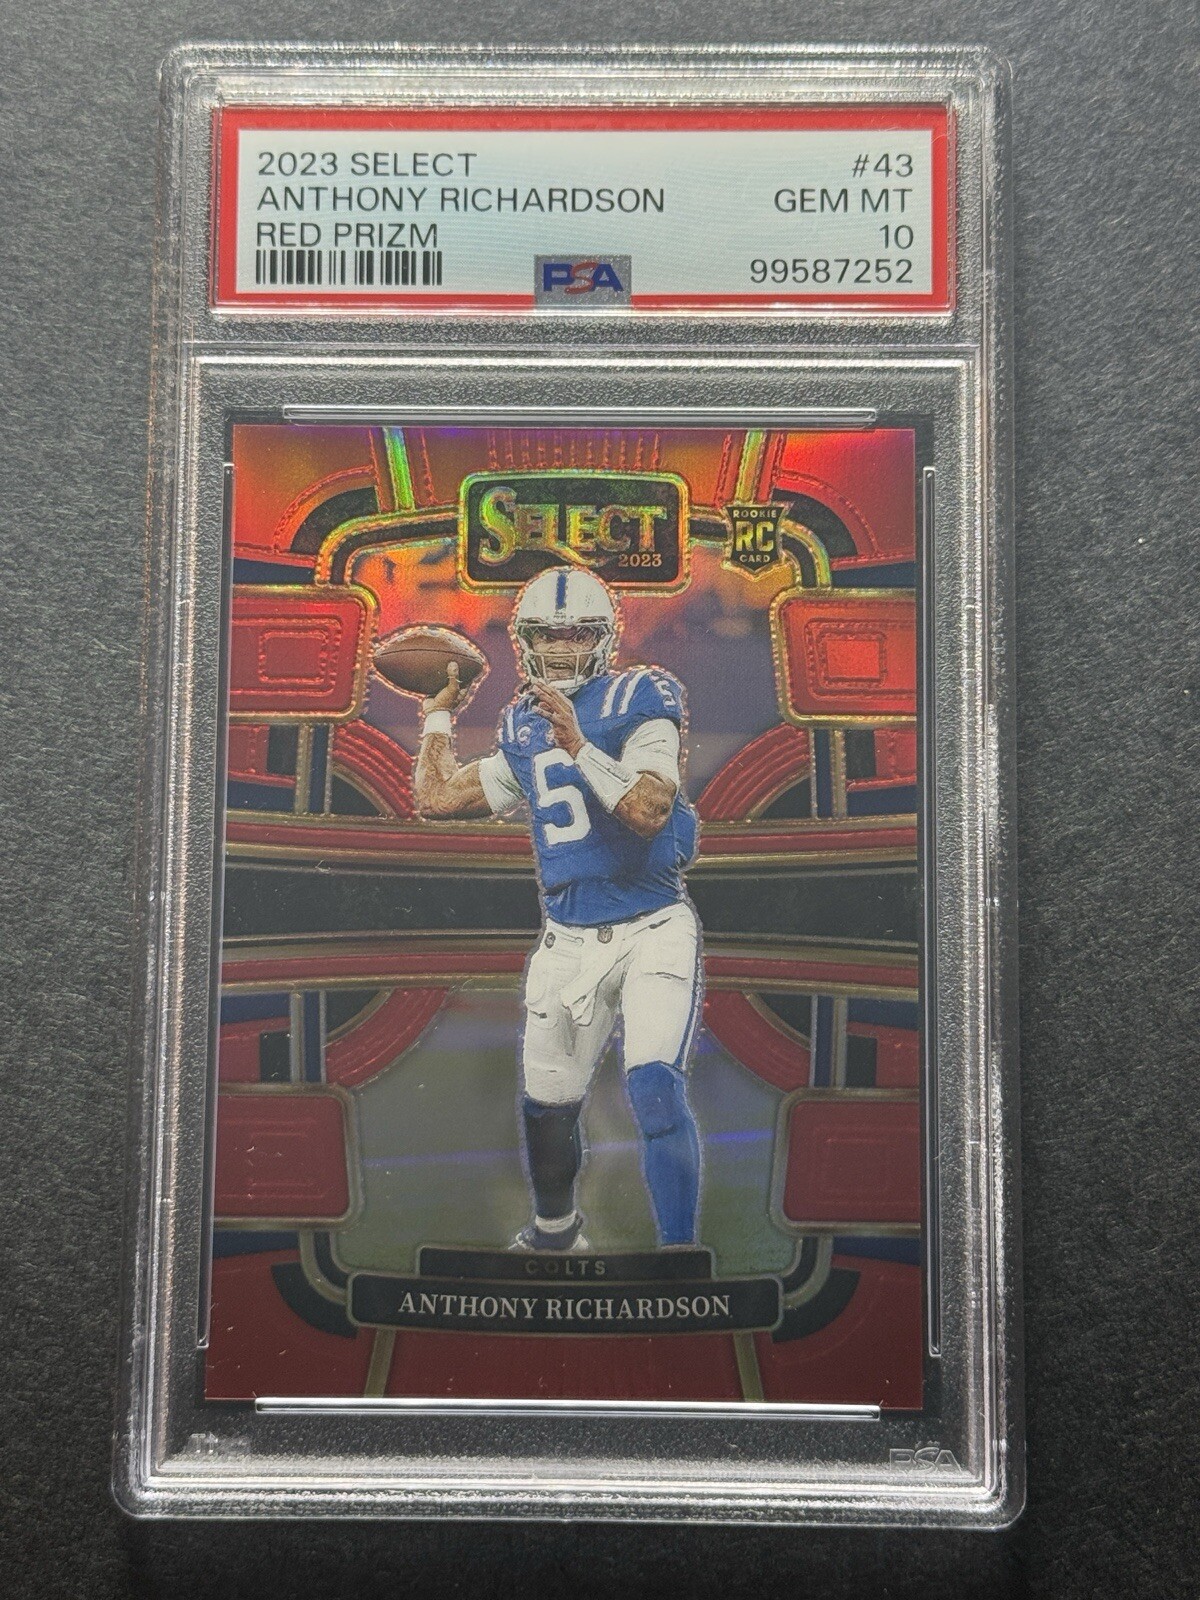 2023 SELECT #43
ANTHONY RICHARDSON GEM MT
RED PRIZM 10
PSA 99587252
SELECT
2023
ROOKIE
RC
CARD
5
5
C
COLTS
ANTHONY RICHARDSON
PSA